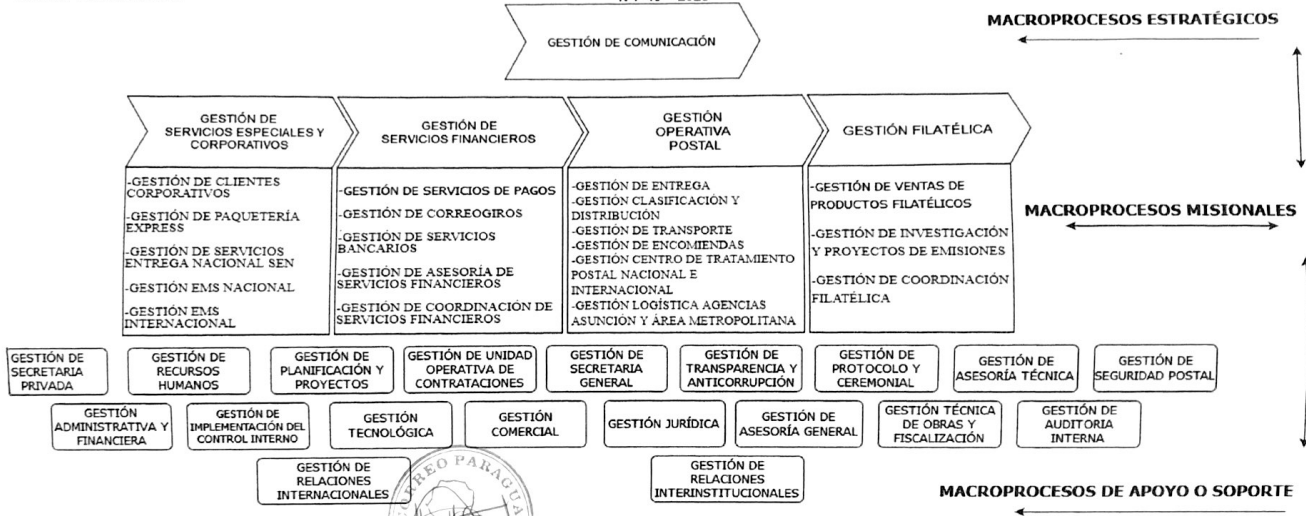 MACROPROCESOS ESTRATÉGICOS
GESTIÓN DE COMUNICACIÓN
GESTIÓN DE
SERVICIOS ESPECIALES Y
CORPORATIVOS
GESTIÓN DE
SERVICIOS FINANCIEROS
GESTIÓN
OPERATIVA
POSTAL
GESTIÓN FILATÉLICA
-GESTIÓN DE CLIENTES
CORPORATIVOS
-GESTIÓN DE PAQUETERÍA
EXPRESS
-GESTIÓN DE SERVICIOS
ENTREGA NACIONAL SEN
-GESTIÓN EMS NACIONAL
-GESTIÓN EMS
INTERNACIONAL
-GESTIÓN DE SERVICIOS DE PAGOS
-GESTIÓN DE CORREOGIROS
-GESTIÓN DE SERVICIOS
BANCARIOS
-GESTIÓN DE ASESORÍA DE
SERVICIOS FINANCIEROS
-GESTIÓN DE COORDINACIÓN DE
SERVICIOS FINANCIEROS
-GESTIÓN DE ENTREGA
-GESTIÓN CLASIFICACIÓN Y
DISTRIBUCIÓN
-GESTIÓN DE TRANSPORTE
-GESTIÓN DE ENCOMIENDAS
-GESTIÓN CENTRO DE TRATAMIENTO
POSTAL NACIONAL E
INTERNACIONAL
-GESTIÓN LOGÍSTICA AGENCIAS
ASUNCIÓN Y ÁREA METROPOLITANA
-GESTIÓN DE VENTAS DE
PRODUCTOS FILATÉLICOS
-GESTIÓN DE INVESTIGACIÓN
Y PROYECTOS DE EMISIONES
-GESTIÓN DE COORDINACIÓN
FILATÉLICA
MACROPROCESOS MISIONALES
GESTIÓN DE
SECRETARIA
PRIVADA
GESTIÓN DE
RECURSOS
HUMANOS
GESTIÓN DE
PLANIFICACIÓN Y
PROYECTOS
GESTIÓN DE UNIDAD
OPERATIVA DE
CONTRATACIONES
GESTIÓN DE
SECRETARIA
GENERAL
GESTIÓN DE
TRANSPARENCIA Y
ANTICORRUPCIÓN
GESTIÓN DE
PROTOCOLO Y
CEREMONIAL
GESTIÓN DE
ASESORÍA TÉCNICA
GESTIÓN DE
SEGURIDAD POSTAL
GESTIÓN
ADMINISTRATIVA Y
FINANCIERA
GESTIÓN DE
IMPLEMENTACIÓN DEL
CONTROL INTERNO
GESTIÓN
TECNOLÓGICA
GESTIÓN
COMERCIAL
GESTIÓN JURÍDICA
GESTIÓN DE
ASESORÍA GENERAL
GESTIÓN TÉCNICA
DE OBRAS Y
FISCALIZACIÓN
GESTIÓN DE
AUDITORIA
INTERNA
GESTIÓN DE
RELACIONES
INTERNACIONALES
GESTIÓN DE
RELACIONES
INTERINSTITUCIONALES
CORREO PARAGUA
MACROPROCESOS DE APOYO O SOPORTE